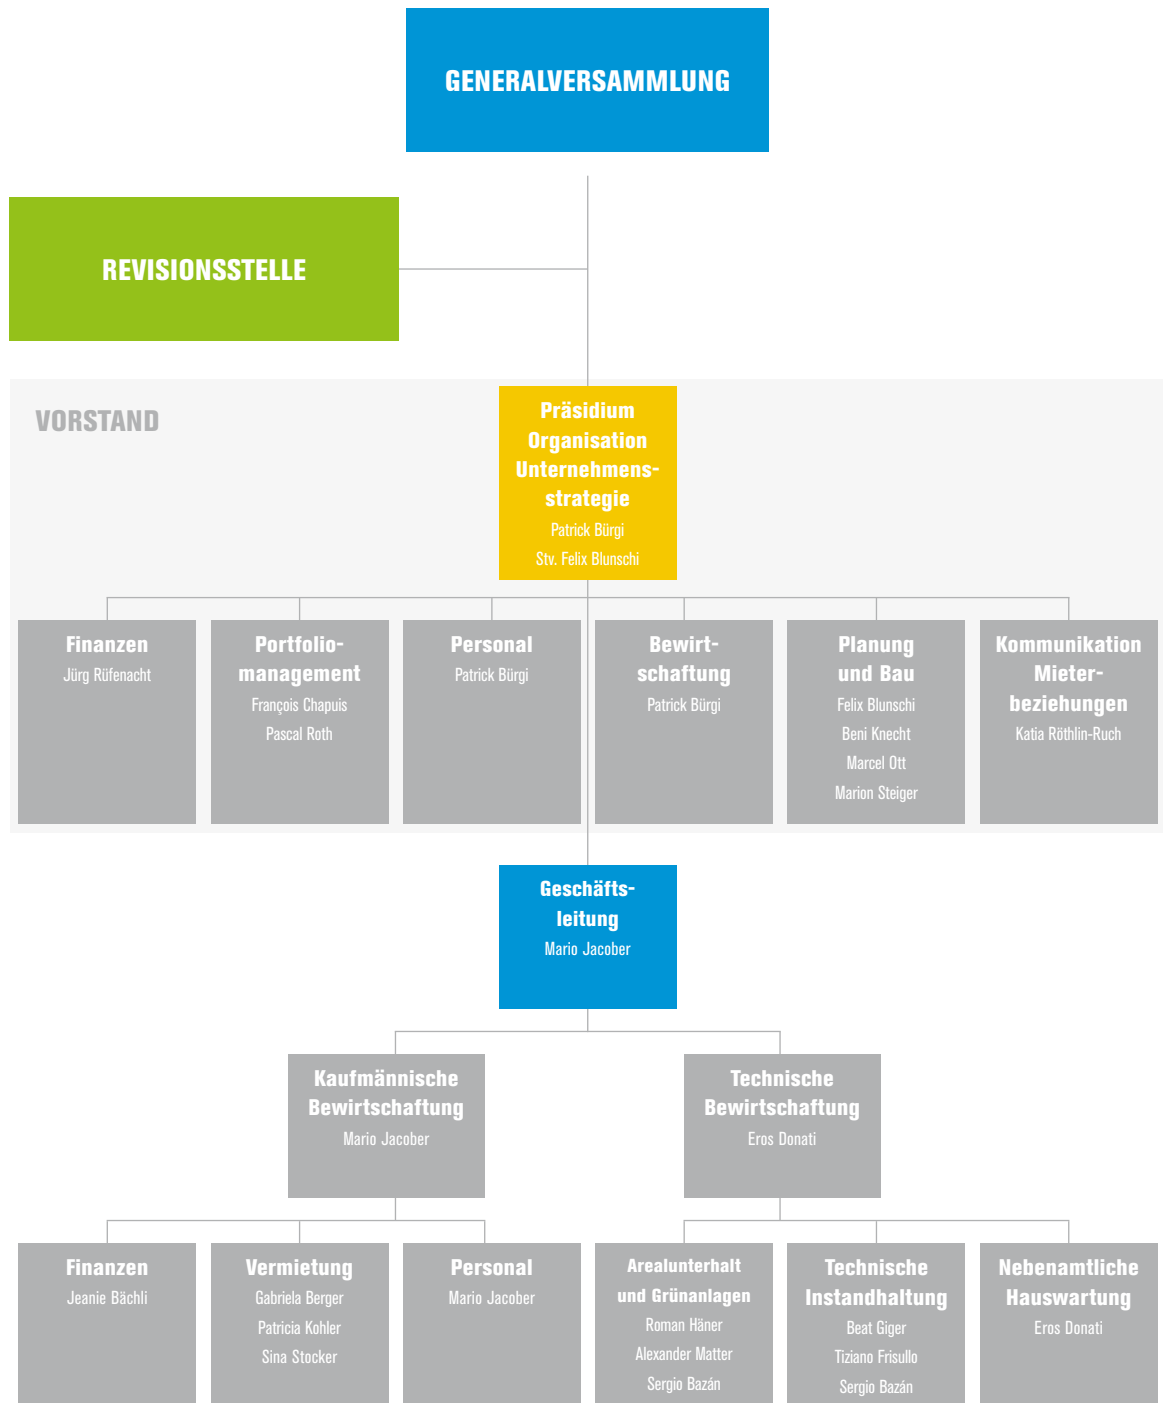 GENERALVERSAMMLUNG
REVISIONSSTELLE
VORSTAND
Präsidium
Organisation
Unternehmens-
strategie
Patrick Bürgi
Stv. Felix Blunschi
Finanzen
Jürg Rüfenacht
Portfolio-
management
François Chapuis
Pascal Roth
Personal
Patrick Bürgi
Bewirt-
schaftung
Patrick Bürgi
Planung
und Bau
Felix Blunschi
Beni Knecht
Marcel Ott
Marion Steiger
Kommunikation
Mieter-
beziehungen
Katia Röthlin-Ruch
Geschäfts-
leitung
Mario Jacober
Kaufmännische
Bewirtschaftung
Mario Jacober
Technische
Bewirtschaftung
Eros Donati
Finanzen
Jeanie Bächli
Vermietung
Gabriela Berger
Patricia Kohler
Sina Stocker
Personal
Mario Jacober
Arealunterhalt
und Grünanlagen
Roman Häner
Alexander Matter
Sergio Bazán
Technische
Instandhaltung
Beat Giger
Tiziano Frisullo
Sergio Bazán
Nebenamtliche
Hauswartung
Eros Donati